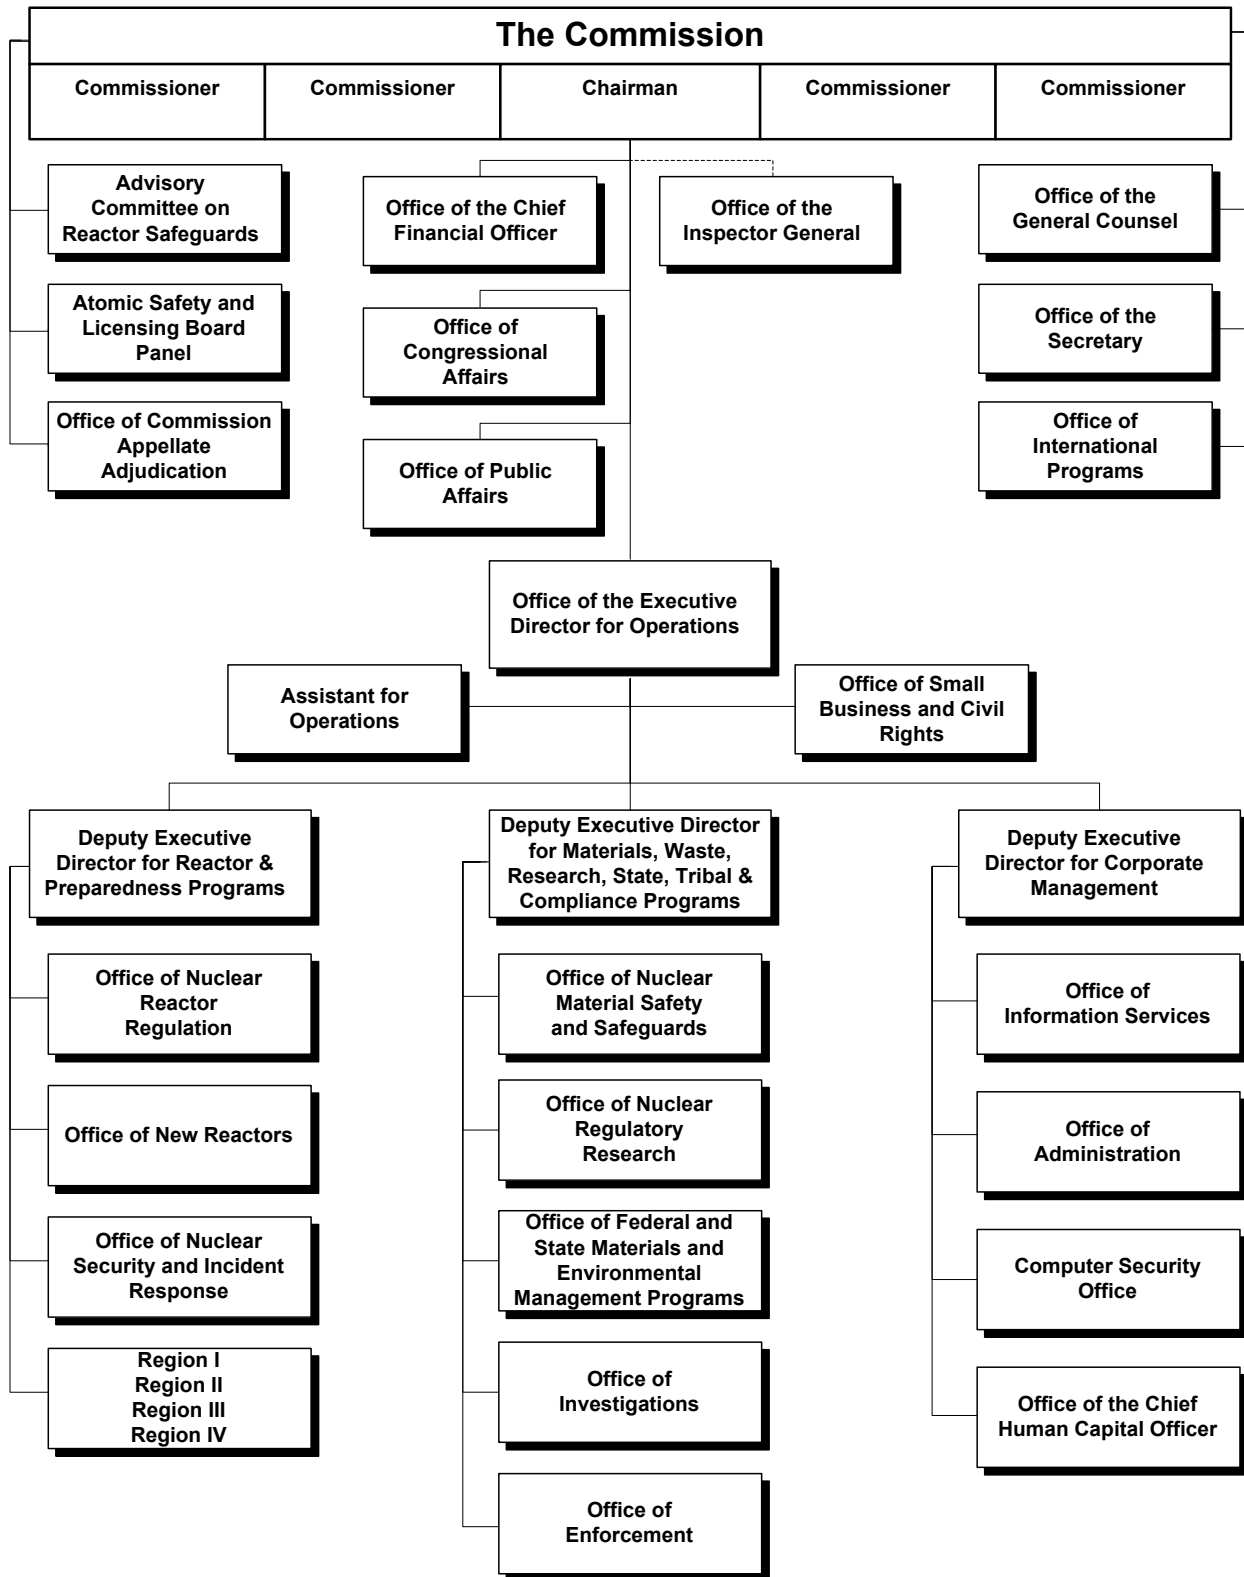 The Commission
Commissioner
Commissioner
Chairman
Commissioner
Commissioner
Advisory
Committee on
Reactor Safeguards
Office of the Chief
Financial Officer
Office of the
Inspector General
Office of the
General Counsel
Atomic Safety and
Licensing Board
Panel
Office of
Congressional
Affairs
Office of the
Secretary
Office of Commission
Appellate
Adjudication
Office of Public
Affairs
Office of
International
Programs
Office of the Executive
Director for Operations
Assistant for
Operations
Office of Small
Business and Civil
Rights
Deputy Executive
Director for Reactor &
Preparedness Programs
Deputy Executive Director
for Materials, Waste,
Research, State, Tribal &
Compliance Programs
Deputy Executive
Director for Corporate
Management
Office of Nuclear
Reactor
Regulation
Office of Nuclear
Material Safety
and Safeguards
Office of
Information Services
Office of New Reactors
Office of Nuclear
Regulatory
Research
Office of
Administration
Office of Nuclear
Security and Incident
Response
Office of Federal and
State Materials and
Environmental
Management Programs
Computer Security
Office
Region I
Region II
Region III
Region IV
Office of
Investigations
Office of the Chief
Human Capital Officer
Office of
Enforcement